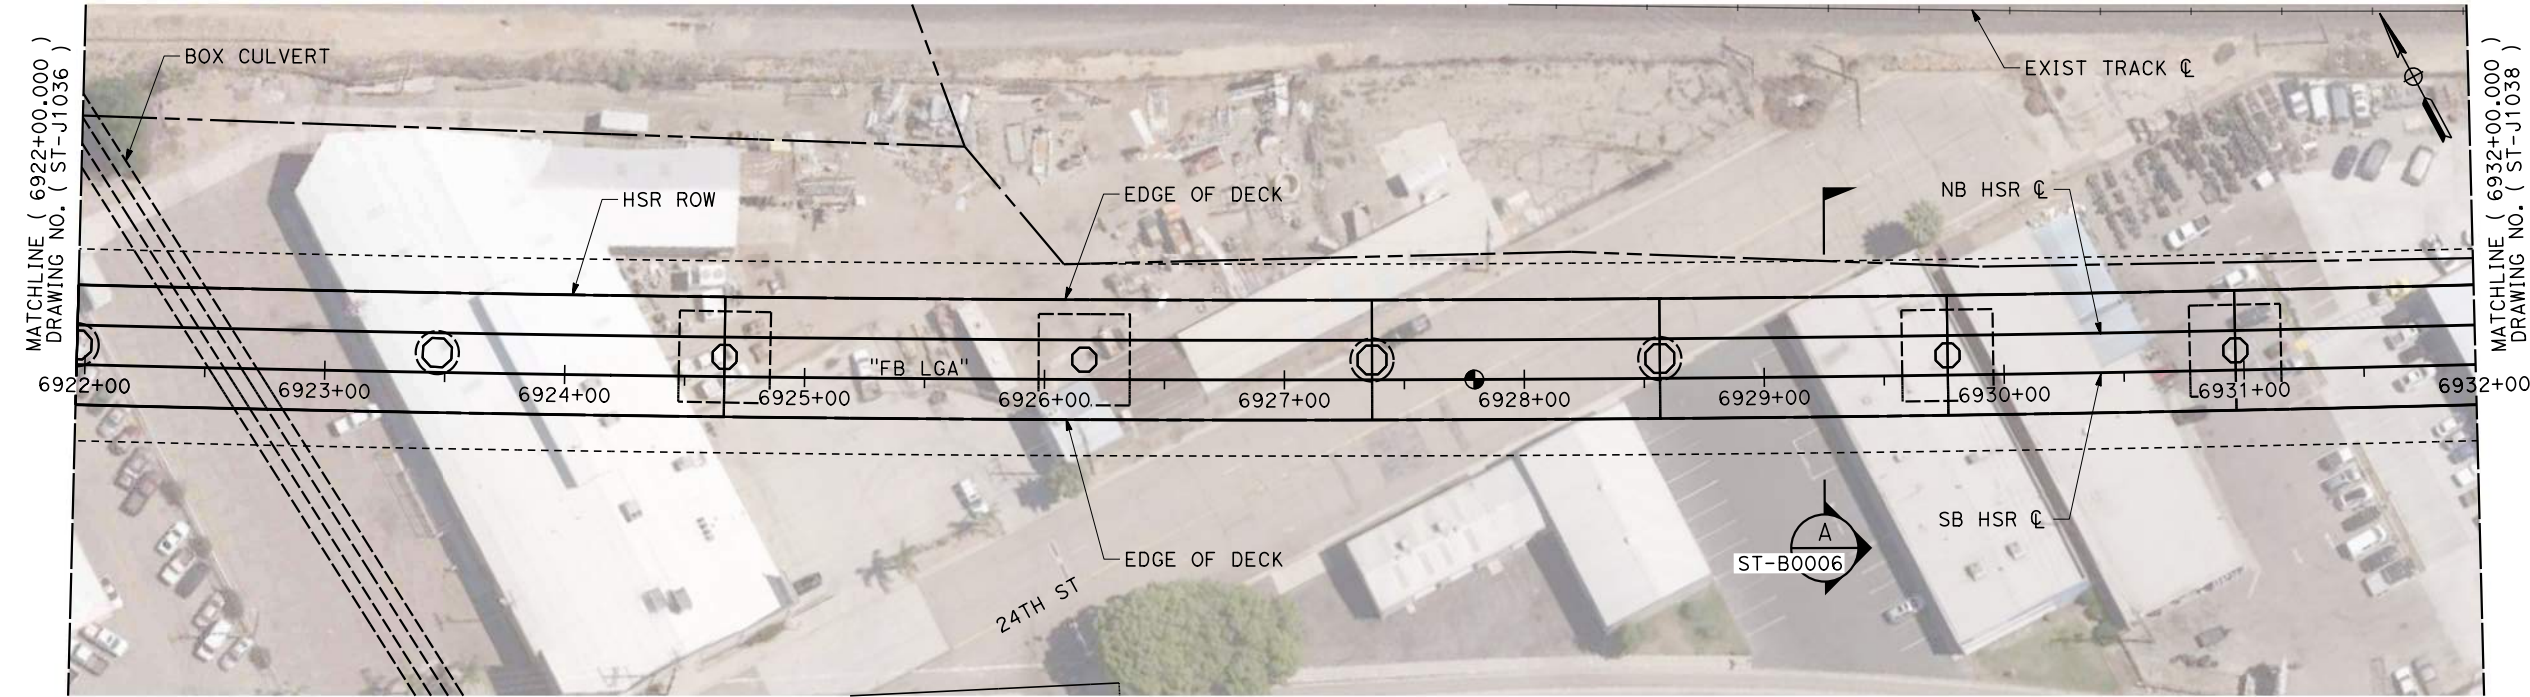 MATCHLINE ( 6922+00.000 )
DRAWING NO. ( ST-J1036 )
BOX CULVERT
HSR ROW
EDGE OF DECK
EXIST TRACK ℄
NB HSR ℄
"FB LGA"
6922+00
6923+00
6924+00
6925+00
6926+00
6927+00
6928+00
6929+00
6930+00
6931+00
6932+00
EDGE OF DECK
24TH ST
A
ST-B0006
SB HSR ℄
MATCHLINE ( 6932+00.000 )
DRAWING NO. ( ST-J1038 )